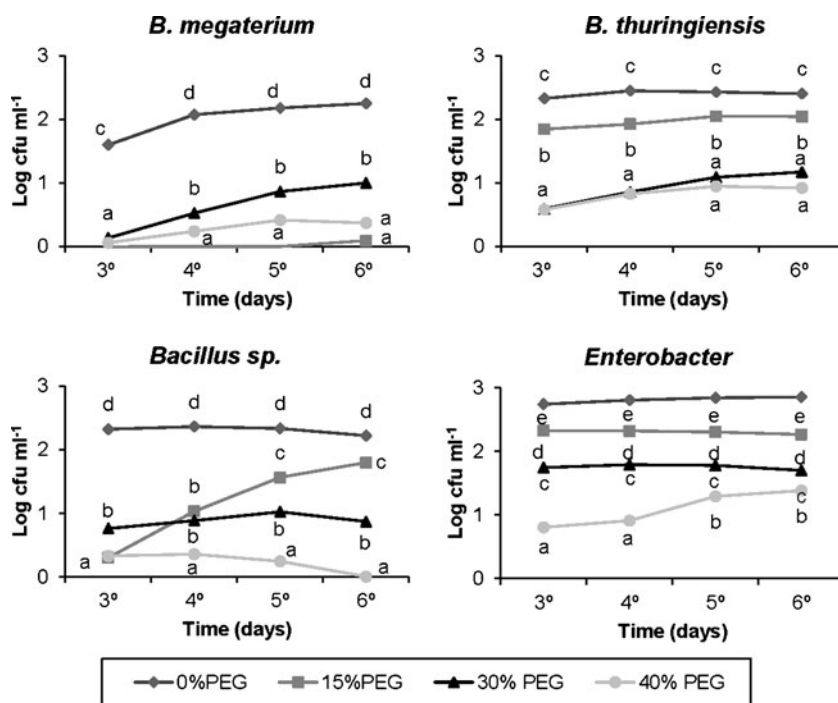 B. megaterium
3
2
1
0
Log cfu ml-1
c d d d
a b b b
a a a
a
3º 4º 5º 6º
Time (days)
B. thuringiensis
3
2
1
0
Log cfu ml-1
c c c c
b b b b
a a a a
a a
3º 4º 5º 6º
Time (days)
Bacillus sp.
3
2
1
0
Log cfu ml-1
d d d d
b b c c
a b b b
a a a
3º 4º 5º 6º
Time (days)
Enterobacter
3
2
1
0
Log cfu ml-1
e e e e
d d d d
c c c c
a a b b
3º 4º 5º 6º
Time (days)
0%PEG 15%PEG 30% PEG 40% PEG